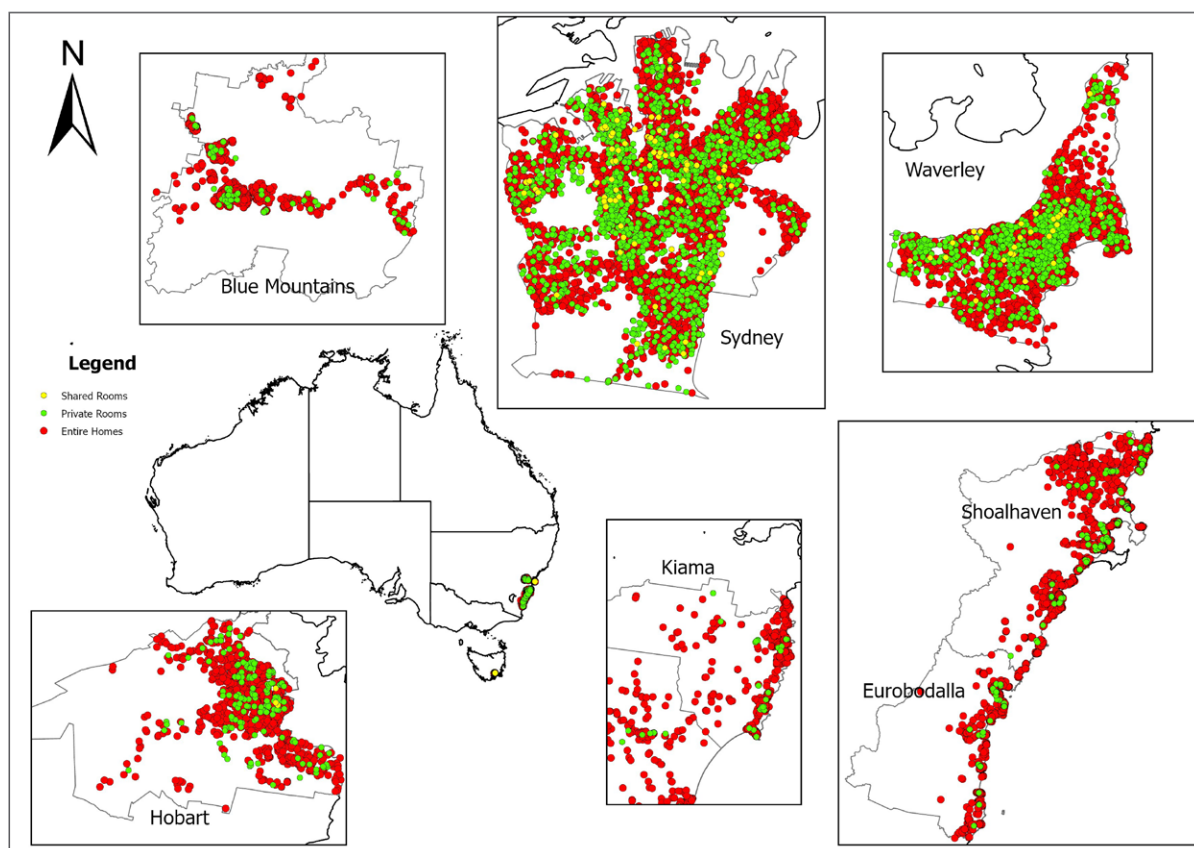 N
Blue Mountains
Sydney
Waverley
Legend
Shared Rooms
Private Rooms
Entire Homes
Kiama
Shoalhaven
Eurobodalla
Hobart